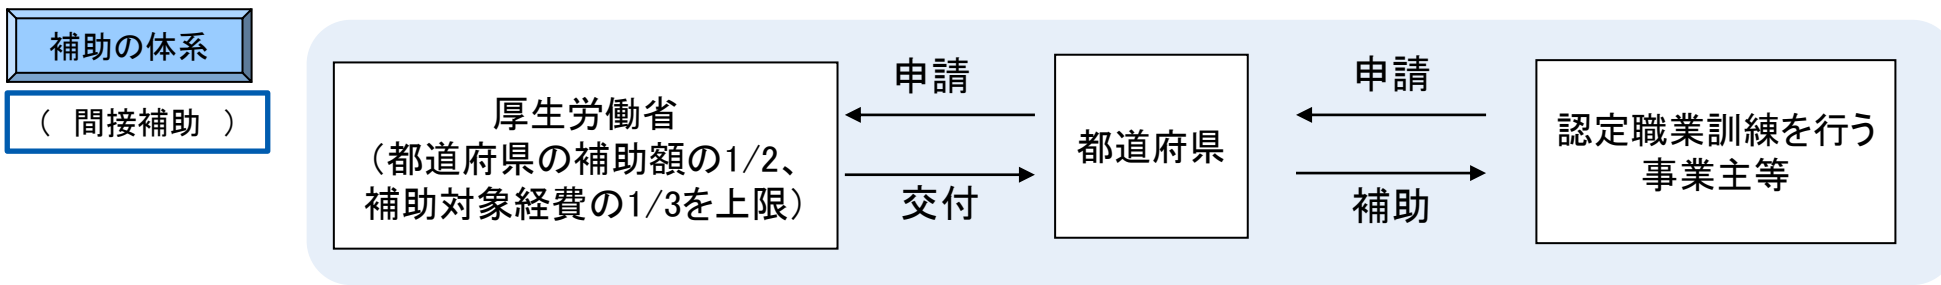 補助の体系
（　間接補助　）
厚生労働省
（都道府県の補助額の1/2、
補助対象経費の1/3を上限）
申請
交付
都道府県
申請
補助
認定職業訓練を行う
事業主等